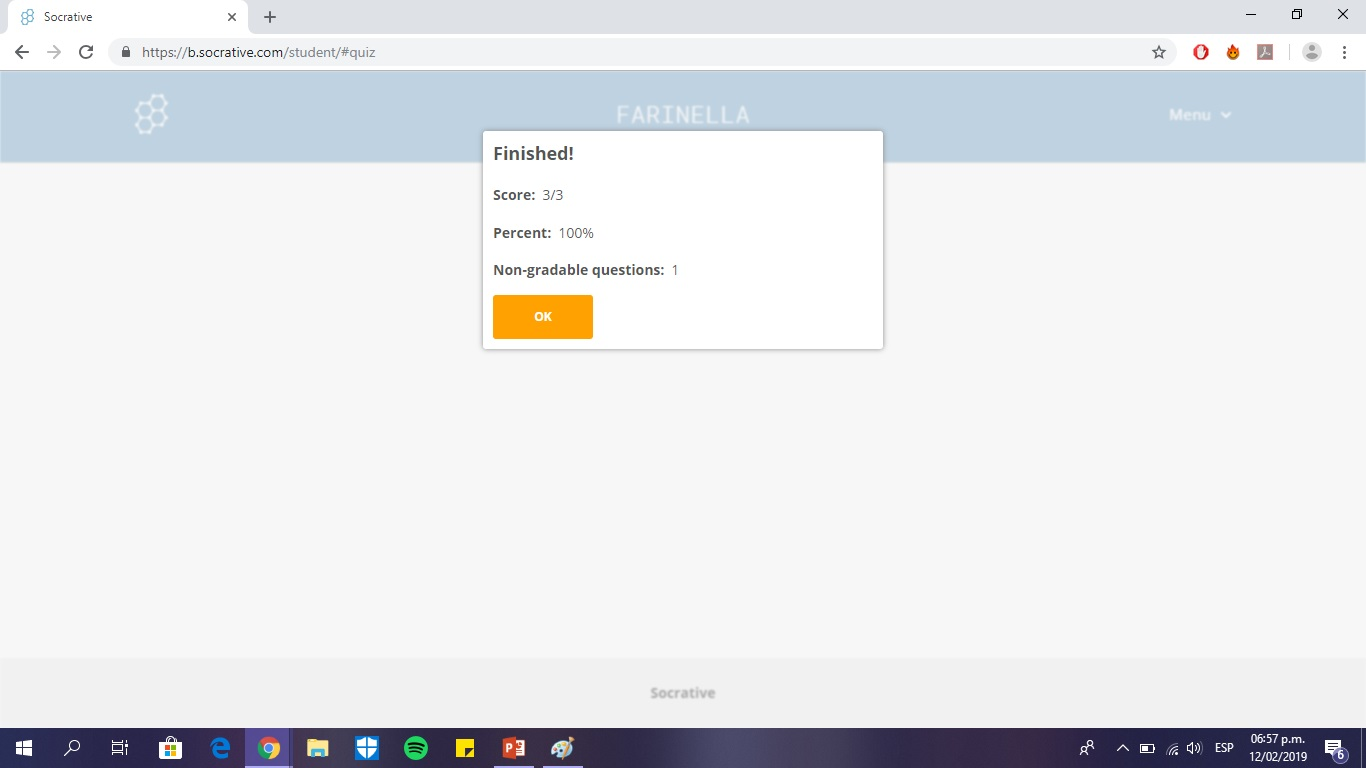 Socrative
https://b.socrative.com/student/#quiz
FARINELLA
Menu
Finished!
Score: 3/3
Percent: 100%
Non-gradable questions: 1
OK
Socrative
ESP
06:57 p.m.
12/02/2019
6